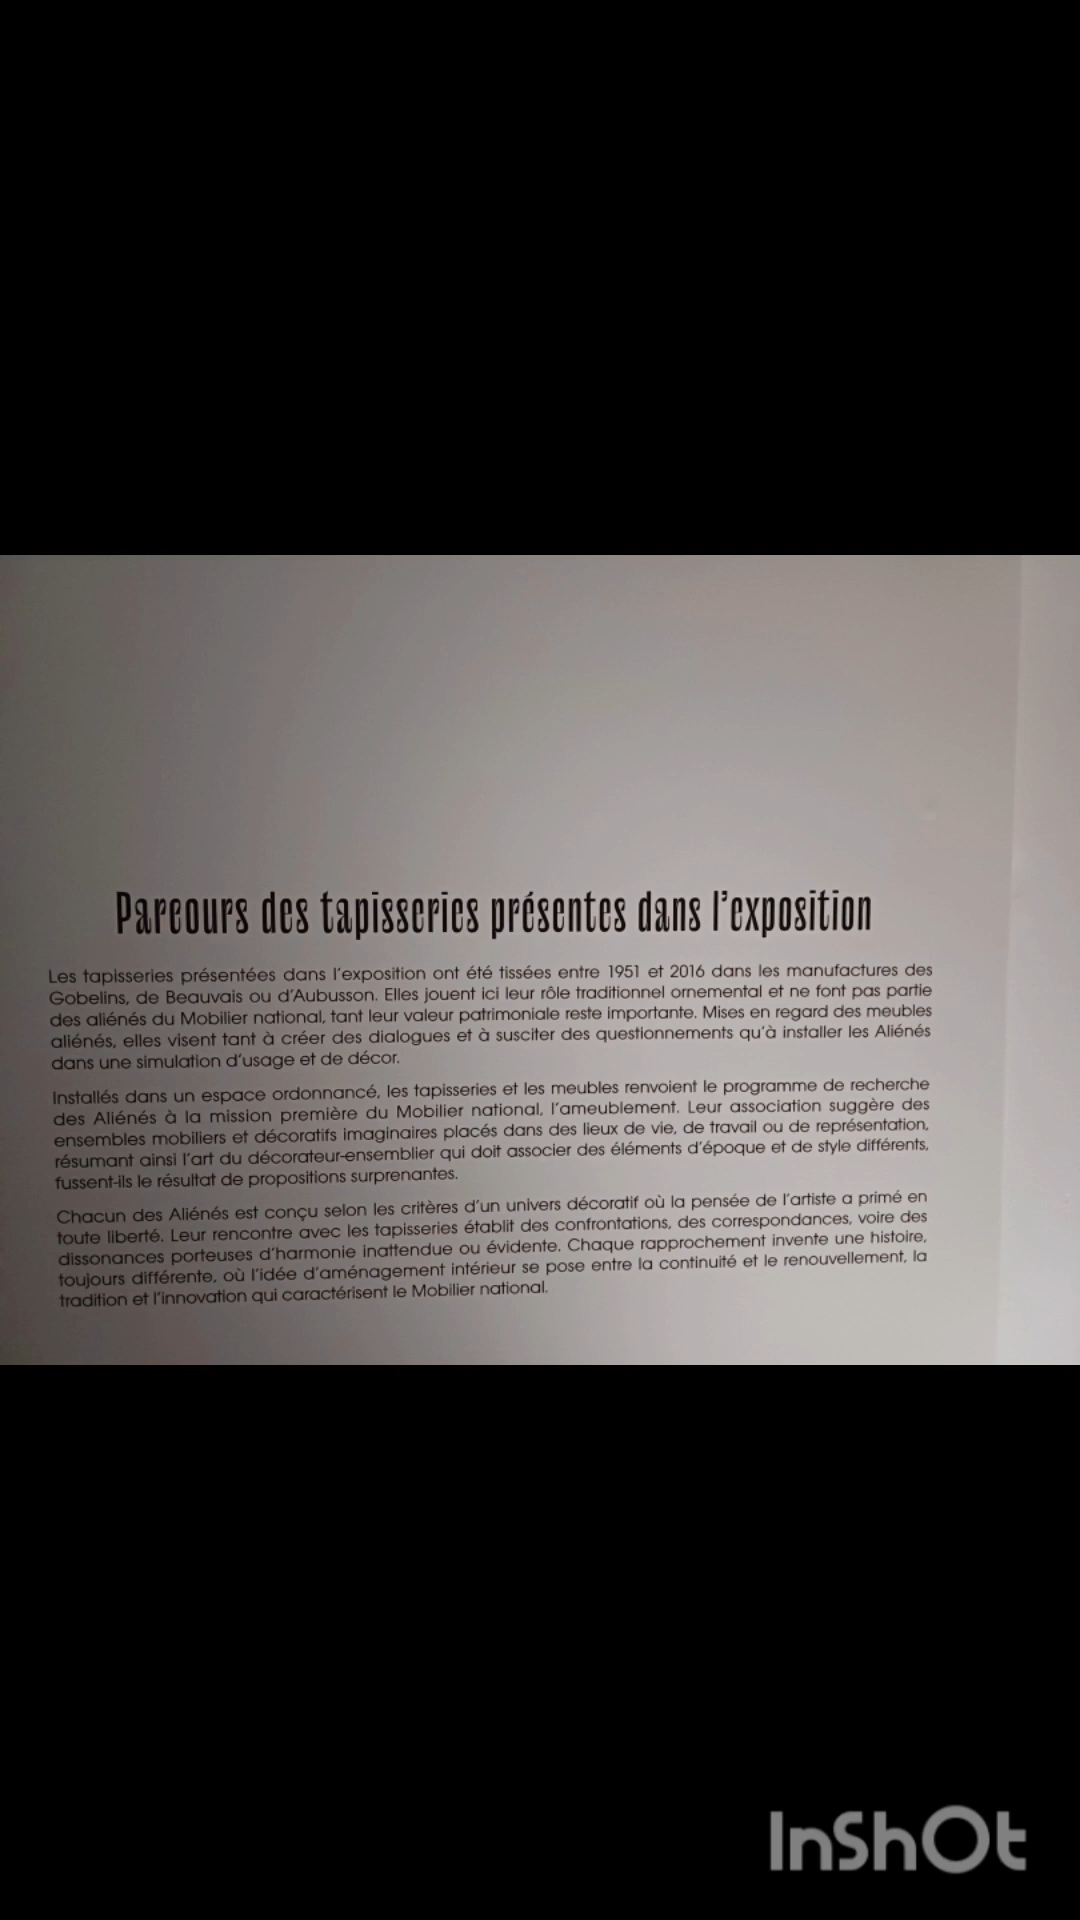 Parcours des tapisseries présentes dans l'exposition
Les tapisseries présentées dans l'exposition ont été tissées entre 1951 et 2016 dans les manufactures des
Gobelins, de Beauvais ou d'Aubusson. Elles jouent ici leur rôle traditionnel ornemental et ne font pas partie
des aliénés du Mobilier national, tant leur valeur patrimoniale reste importante. Mises en regard des meubles
aliénés, elles visent tant à créer des dialogues et à susciter des questionnements qu'à installer les Aliénés
dans une simulation d'usage et de décor.
Installés dans un espace ordonnancé, les tapisseries et les meubles renvoient le programme de recherche
des Aliénés à la mission première du Mobilier national, l'ameublement. Leur association suggère des
ensembles mobiliers et décoratifs imaginaires placés dans des lieux de vie, de travail ou de représentation,
résumant ainsi l'art du décorateur-ensemblier qui doit associer des éléments d'époque et de style différents,
fussent-ils le résultat de propositions surprenantes.
Chacun des Aliénés est conçu selon les critères d'un univers décoratif où la pensée de l'artiste a primé en
toute liberté. Leur rencontre avec les tapisseries établit des confrontations, des correspondances, voire des
dissonances porteuses d'harmonie inattendue ou évidente. Chaque rapprochement invente une histoire,
toujours différente, où l'idée d'aménagement intérieur se pose entre la continuité et le renouvellement, la
tradition et l'innovation qui caractérisent le Mobilier national.
InShOt